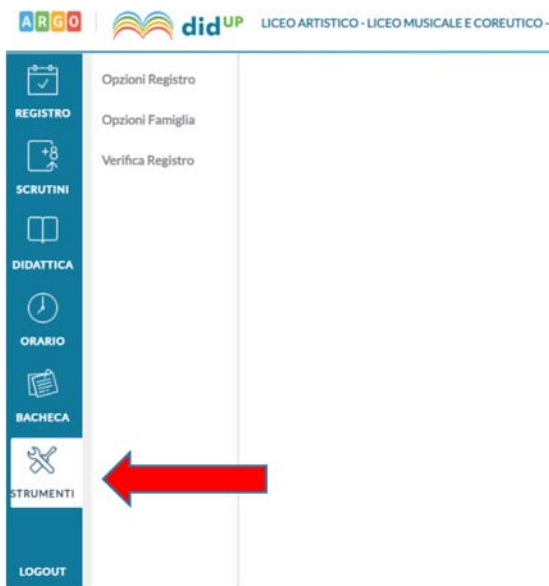 ARGO didUP LICEO ARTISTICO - LICEO MUSICALE E COREUTICO -
REGISTRO
SCRUTINI
+8
DIDATTICA
ORARIO
BACHECA
STRUMENTI
LOGOUT
Opzioni Registro
Opzioni Famiglia
Verifica Registro